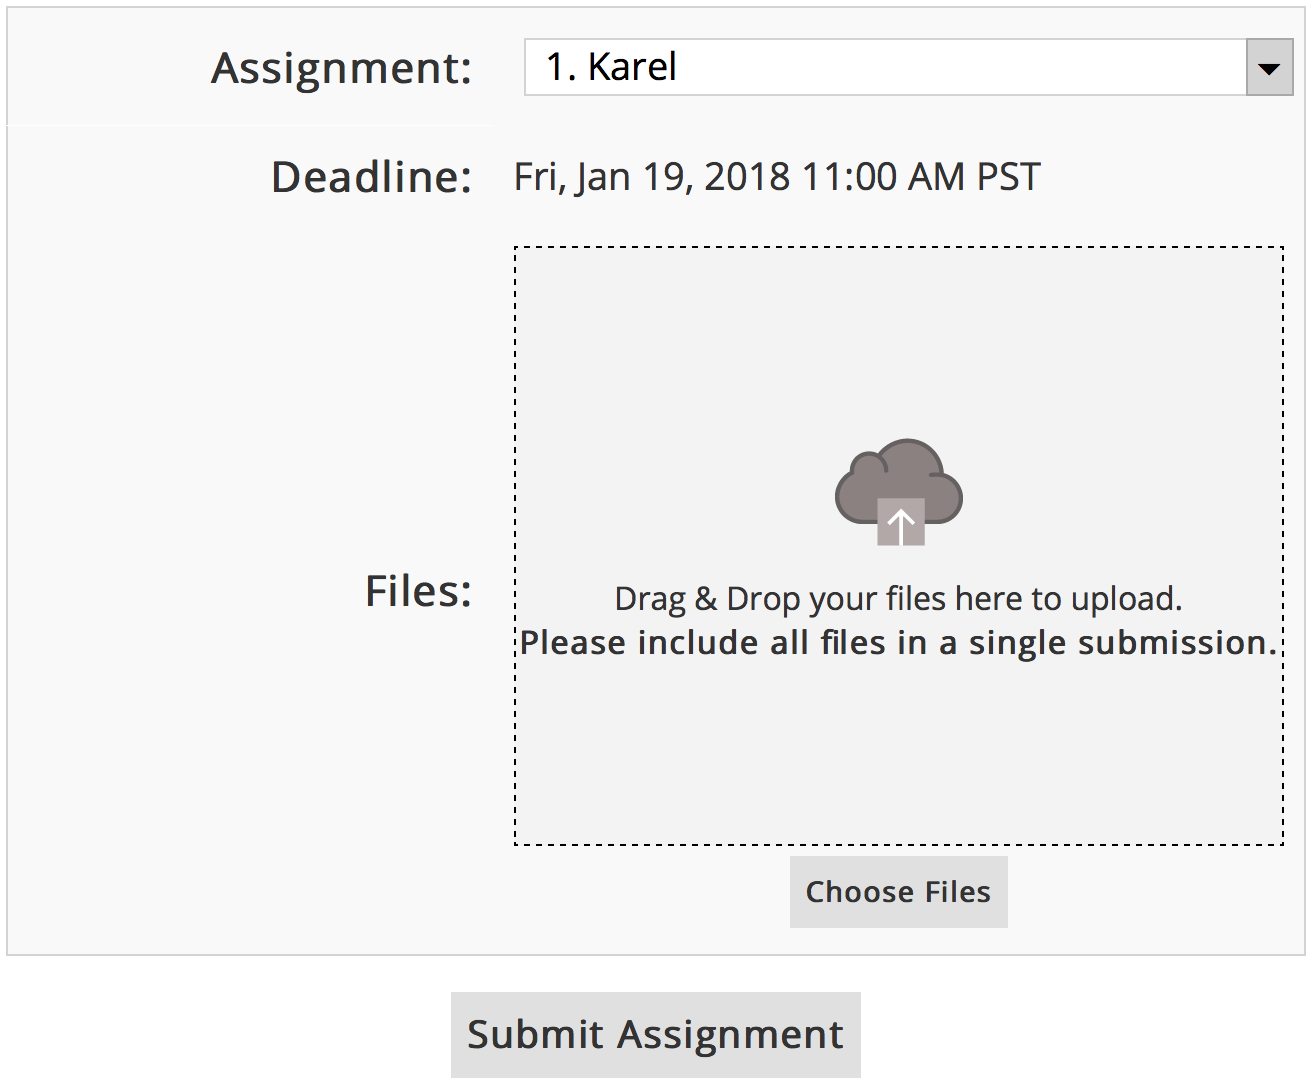 Assignment: 1. Karel
Deadline: Fri, Jan 19, 2018 11:00 AM PST
Files:
Drag & Drop your files here to upload.
Please include all files in a single submission.
Choose Files
Submit Assignment